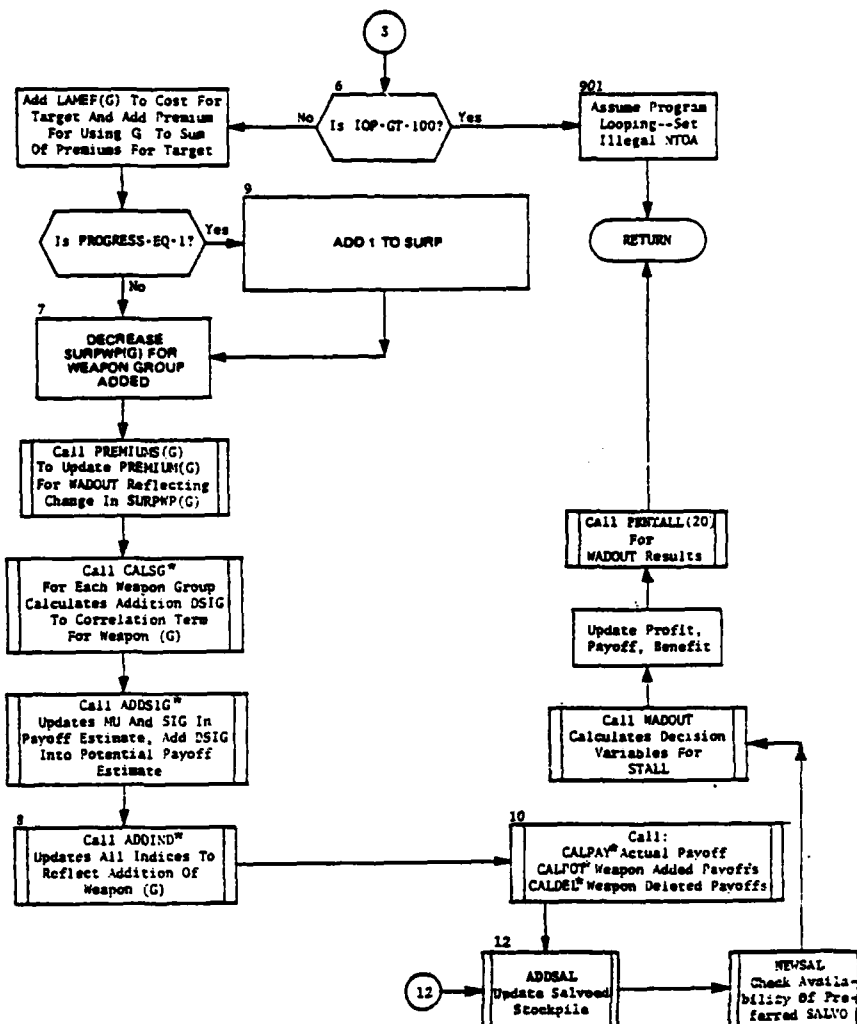 3
6
Is IOP-GT-100?
No
Yes
Add LAMEF(G) To Cost For
Target And Add Premium
For Using G To Sum
Of Premiums For Target
901
Assume Program
Looping--Set
Illegal NTOA
RETURN
Is PROGRESS-EQ-1?
Yes
No
9
ADD 1 TO SURP
7
DECREASE
SURPWP(G) FOR
WEAPON GROUP
ADDED
Call PREMIUMS(G)
To Update PREMIUM(G)
For WADOUT Reflecting
Change In SURPWP(G)
Call CALSG*
For Each Weapon Group
Calculates Addition DSIG
To Correlation Term
For Weapon (G)
Call ADDSIG*
Updates MU And SIG In
Payoff Estimate, Add DSIG
Into Potential Payoff
Estimate
8
Call ADDIND*
Updates All Indices To
Reflect Addition Of
Weapon (G)
10
Call:
CALPAY* Actual Payoff
CALPOT* Weapon Added Payoffs
CALDEL* Weapon Deleted Payoffs
12
12
ADDSAL
Update Salvoed
Stockpile
NEWSAL
Check Availa-
bility Of Pre-
ferred SALVO
Call WADOUT
Calculates Decision
Variables For
STALL
Update Profit,
Payoff, Benefit
Call PENTALL(20)
For
WADOUT Results